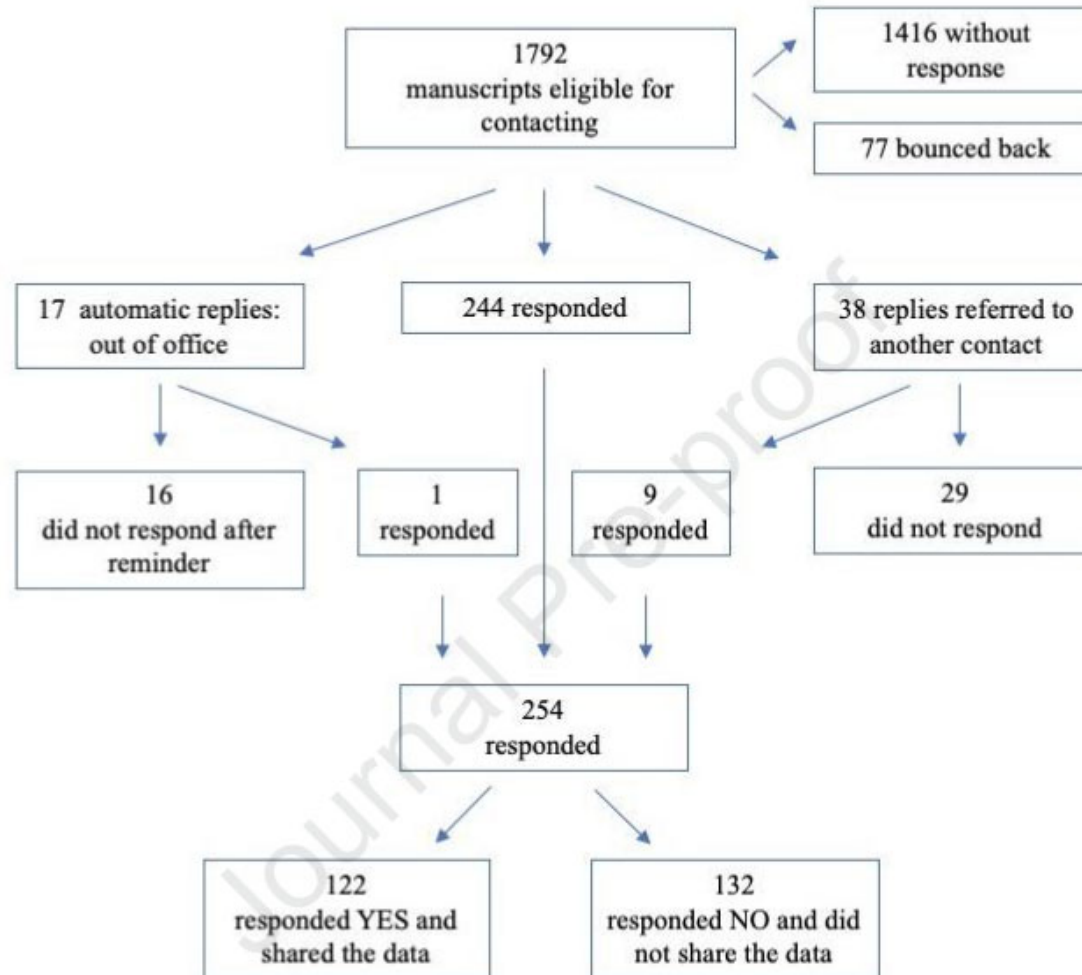 1792
manuscripts eligible for
contacting
1416 without
response
77 bounced back
17 automatic replies:
out of office
244 responded
38 replies referred to
another contact
16
did not respond after
reminder
1
responded
9
responded
29
did not respond
254
responded
122
responded YES and
shared the data
132
responded NO and did
not share the data
Journal Pre-proof